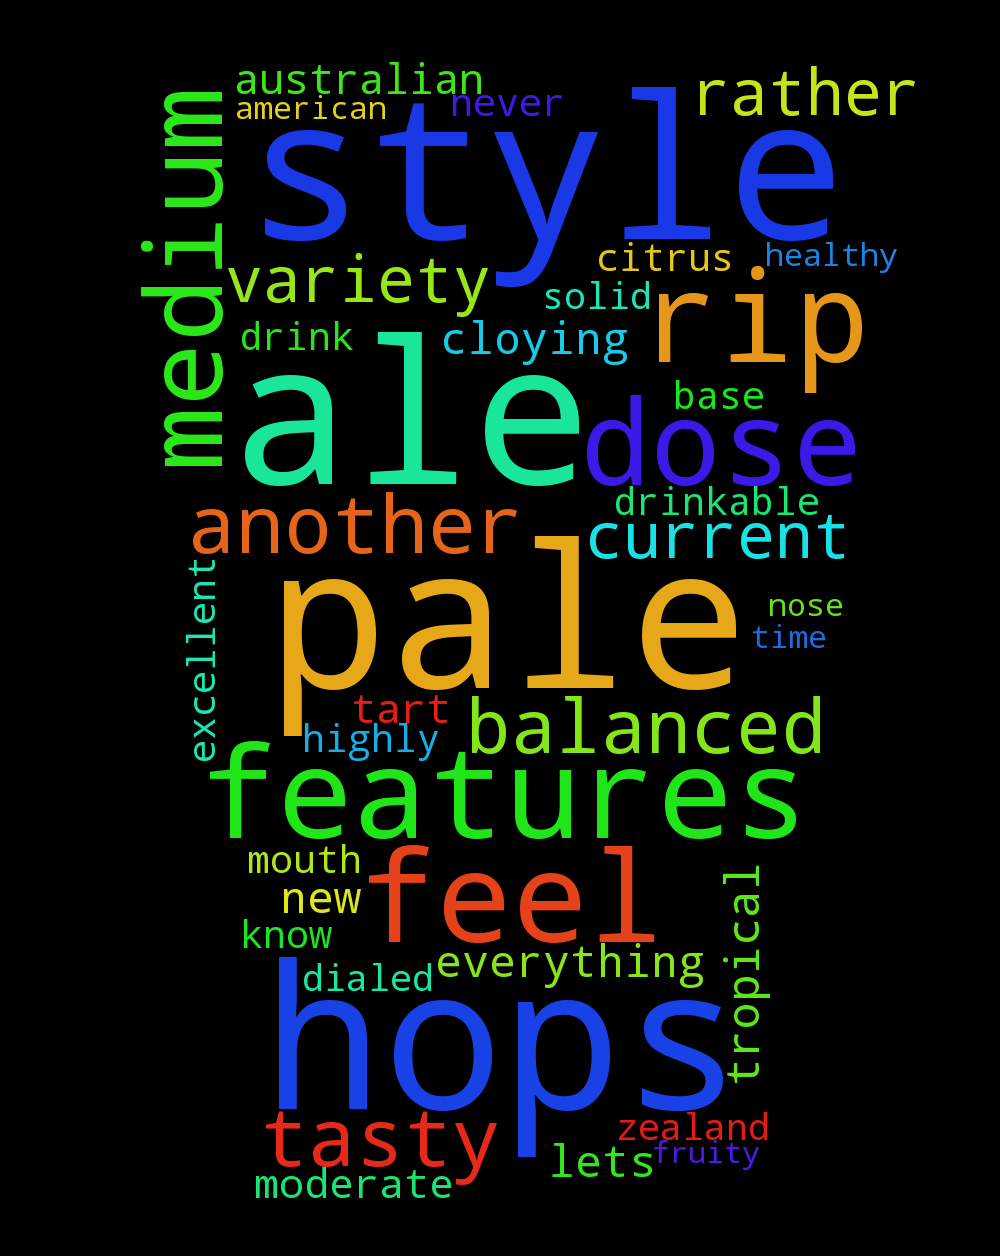 australian
american
never
rather
style
medium
variety
citrus
healthy
solid
rip
drink
cloying
ale
base
dose
another
drinkable
current
excellent
pale
nose
time
tart
highly
balanced
features
mouth
feel
new
know
tropical
everything
dialed
hops
tasty
zealand
fruity
lets
moderate